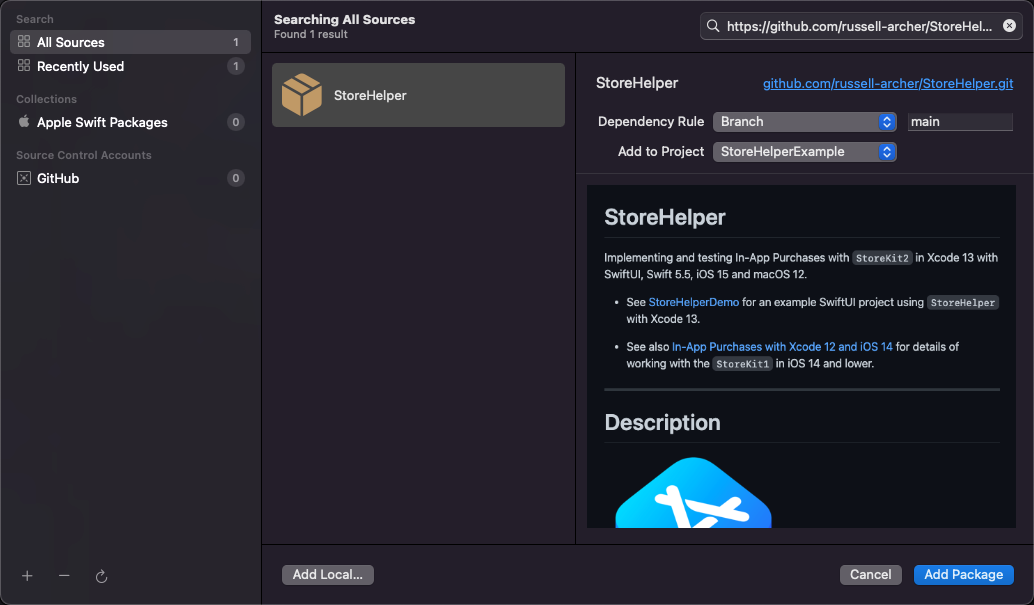 Search
All Sources 1
Recently Used 1
Collections
Apple Swift Packages 0
Source Control Accounts
GitHub 0
Searching All Sources
Found 1 result
https://github.com/russell-archer/StoreHel...
StoreHelper
StoreHelper github.com/russell-archer/StoreHelper.git
Dependency Rule Branch main
Add to Project StoreHelperExample
StoreHelper
Implementing and testing In-App Purchases with StoreKit2 in Xcode 13 with
SwiftUI, Swift 5.5, iOS 15 and macOS 12.
• See StoreHelperDemo for an example SwiftUI project using StoreHelper
with Xcode 13.
• See also In-App Purchases with Xcode 12 and iOS 14 for details of
working with the StoreKit1 in iOS 14 and lower.
Description
Add Local...
Cancel
Add Package